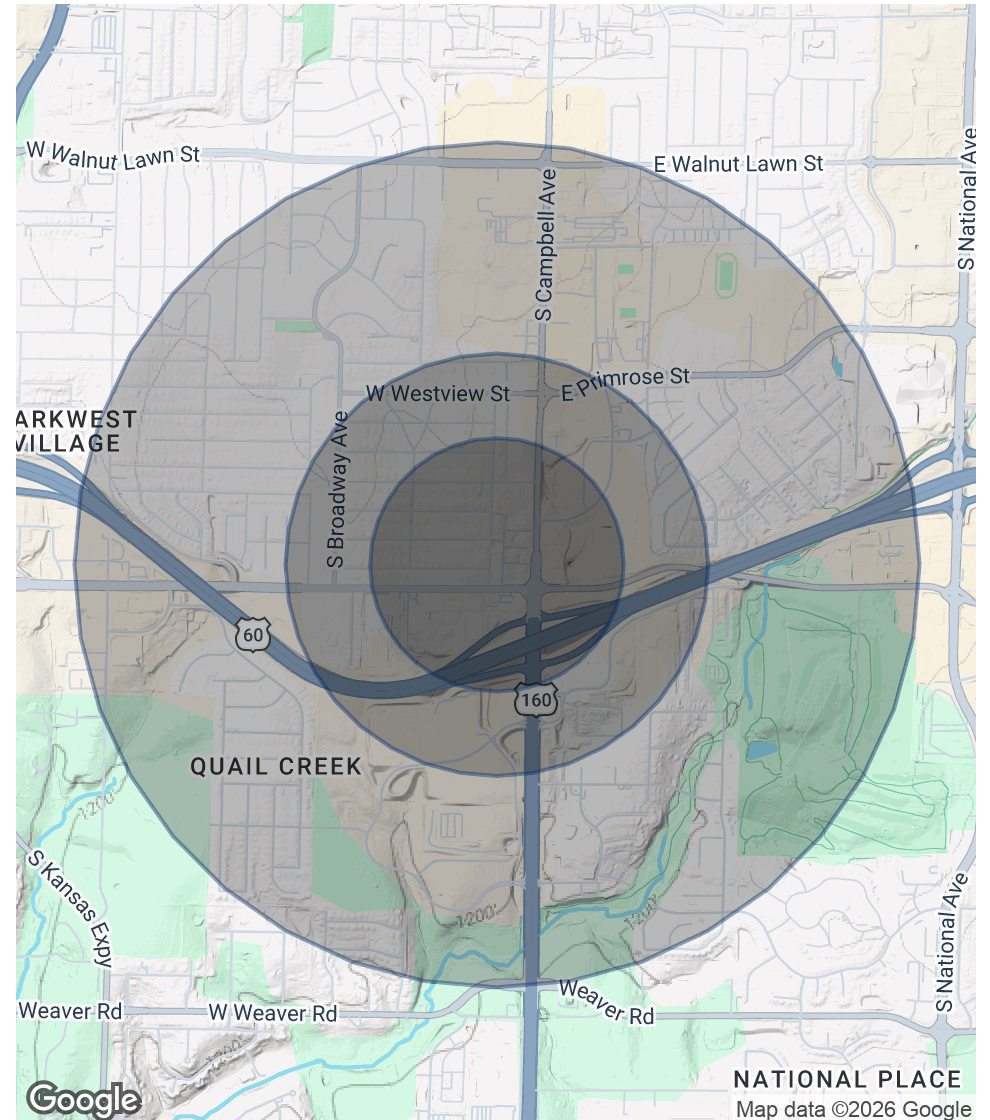 W Walnut Lawn St
E Walnut Lawn St
S National Ave
S Campbell Ave
W Westview St
E Primrose St
ARKWEST
VILLAGE
S Broadway Ave
60
160
QUAIL CREEK
1200'
1200'
1200'
S Kansas Expy
S National Ave
Weaver Rd
W Weaver Rd
Weaver Rd
1200'
NATIONAL PLACE
Google
Map data ©2026 Google